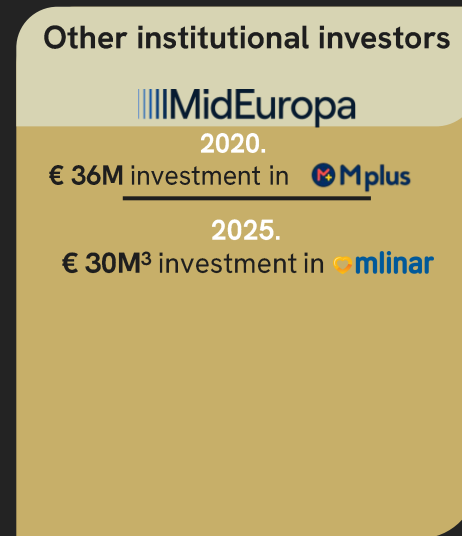 Other institutional investors
MidEuropa
2020.
€ 36M investment in M+ Mplus
2025.
€ 30M³ investment in mlinar